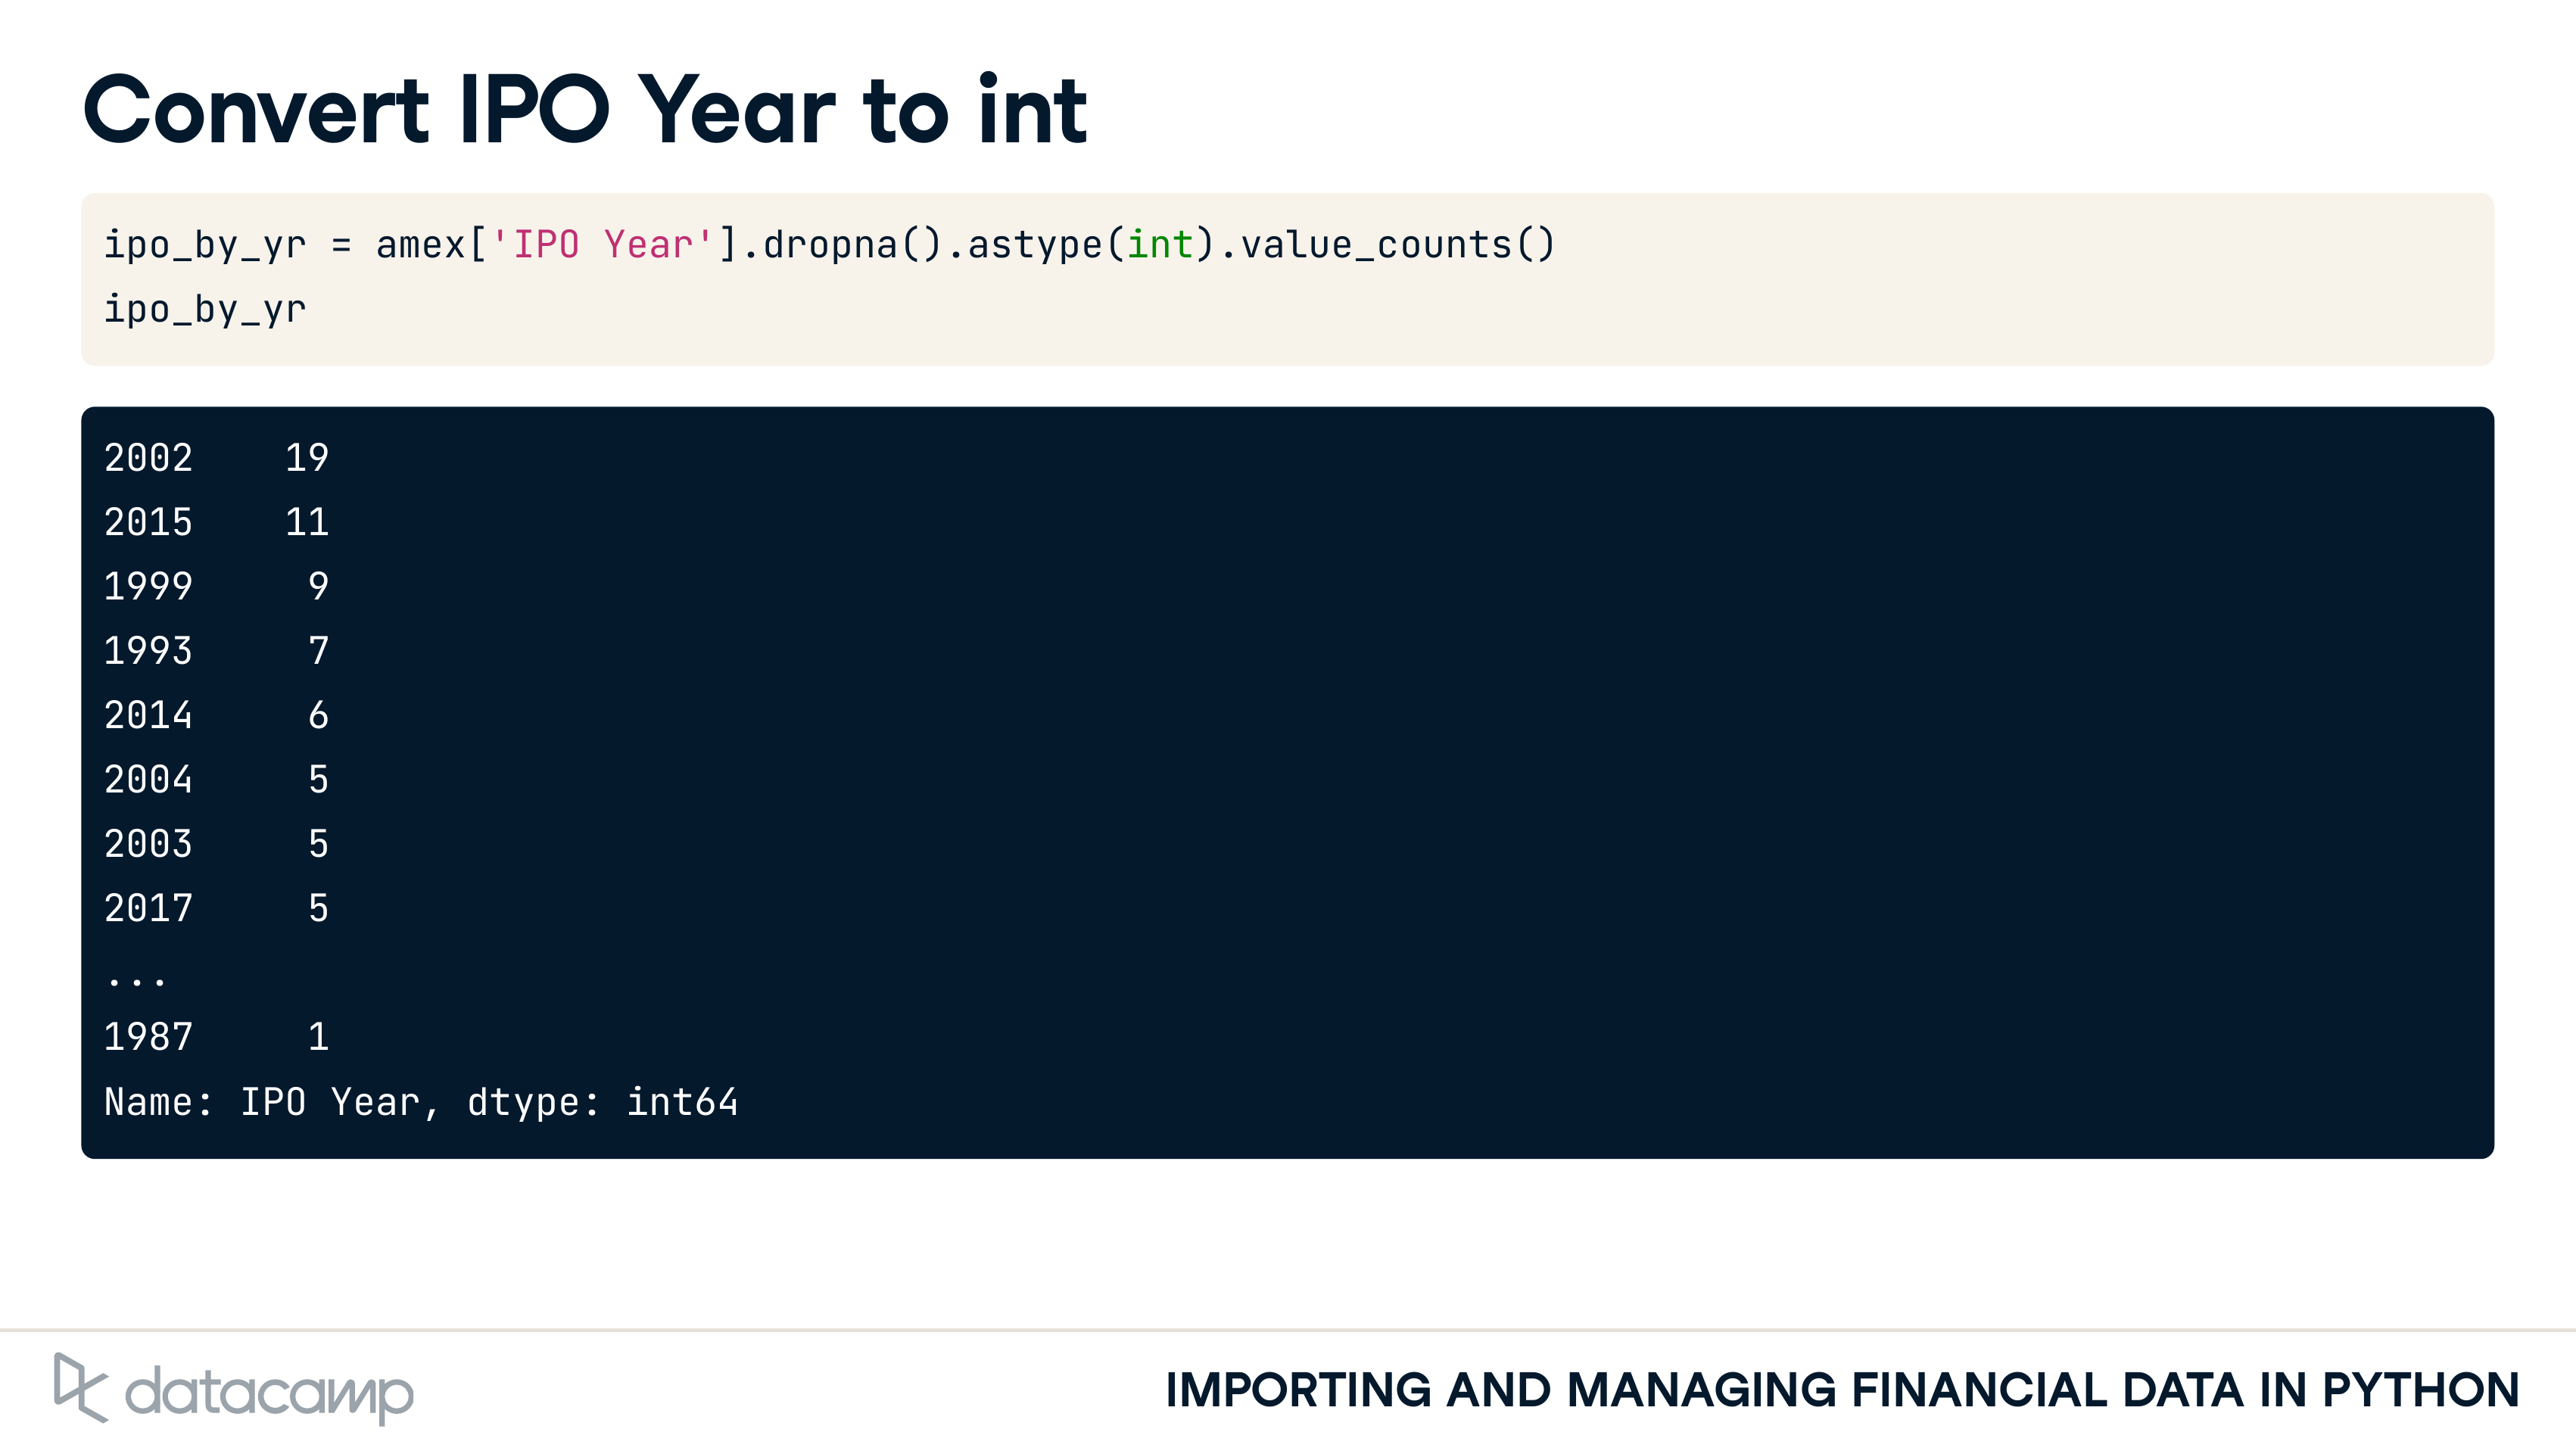 Convert IPO Year to int
ipo_by_yr = amex['IPO Year'].dropna().astype(int).value_counts()
ipo_by_yr
2002    19
2015    11
1999     9
1993     7
2014     6
2004     5
2003     5
2017     5
...
1987     1
Name: IPO Year, dtype: int64
datacamp
IMPORTING AND MANAGING FINANCIAL DATA IN PYTHON